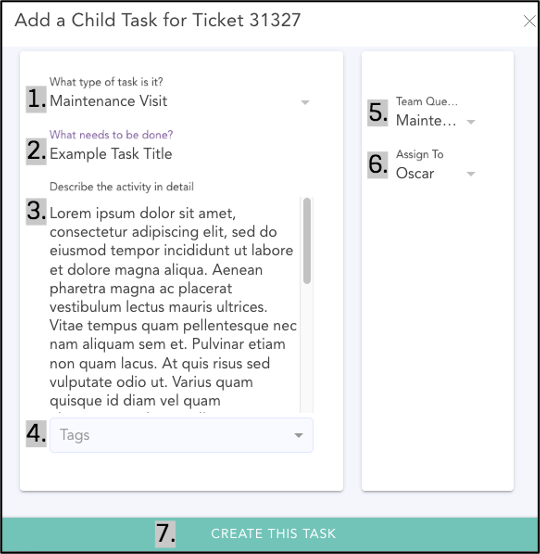 Add a Child Task for Ticket 31327
What type of task is it?
1. Maintenance Visit
What needs to be done?
2. Example Task Title
Describe the activity in detail
3. Lorem ipsum dolor sit amet,
consectetur adipiscing elit, sed do
eiusmod tempor incididunt ut labore
et dolore magna aliqua. Aenean
pharetra magna ac placerat
vestibulum lectus mauris ultrices.
Vitae tempus quam pellentesque nec
nam aliquam sem et. Pulvinar etiam
non quam lacus. At quis risus sed
vulputate odio ut. Varius quam
quisque id diam vel quam
4. Tags
Team Que...
5. Mainte...
Assign To
6. Oscar
7. CREATE THIS TASK